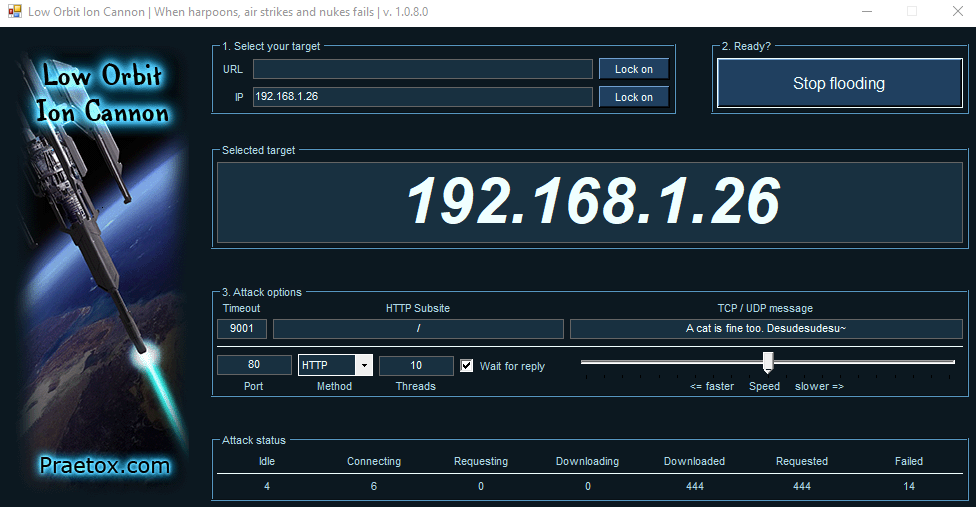 Low Orbit Ion Cannon | When harpoons, air strikes and nukes fails | v. 1.0.8.0
Low Orbit
Ion Cannon
Praetox.com
1. Select your target
URL Lock on
IP 192.168.1.26 Lock on
2. Ready?
Stop flooding
Selected target
192.168.1.26
3. Attack options
Timeout HTTP Subsite TCP / UDP message
9001 / A cat is fine too. Desudesudesu~
80 HTTP 10 Wait for reply
Port Method Threads <= faster Speed slower =>
Attack status
Idle Connecting Requesting Downloading Downloaded Requested Failed
4 6 0 0 444 444 14